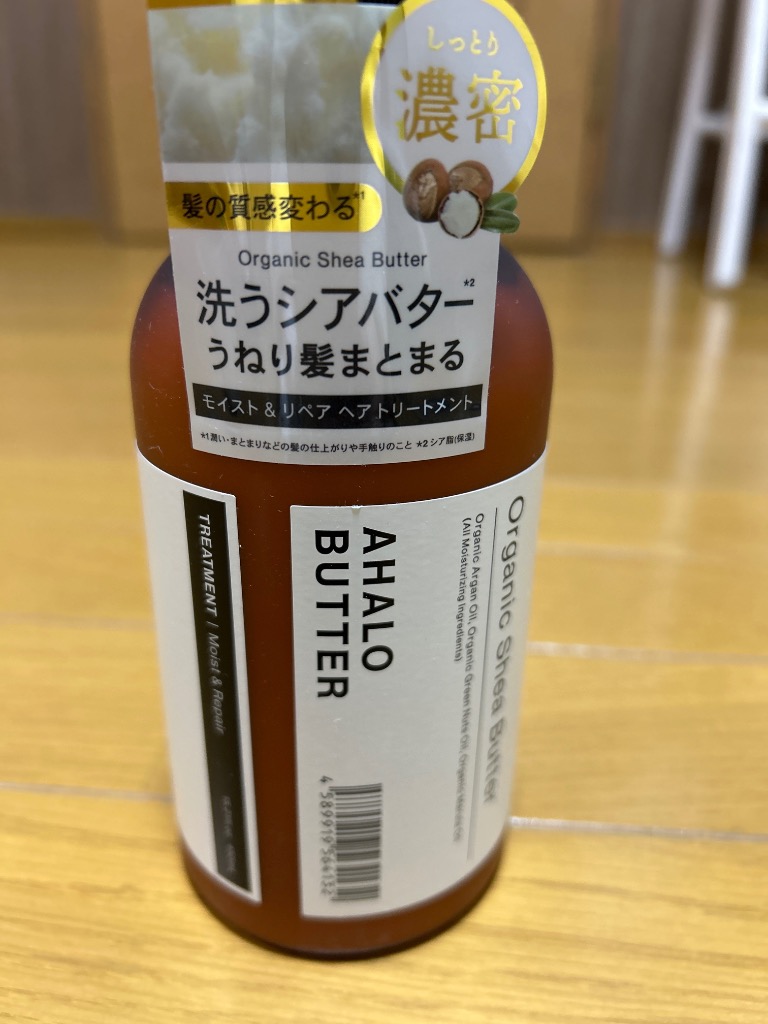 しっとり
濃密
髪の質感変わる*1
Organic Shea Butter
洗うシアバター*2
うねり髪まとまる
モイスト & リペア ヘアトリートメント
*1 潤い・まとまりなどの髪の仕上がりや手触りのこと *2 シア脂(保湿)
Organic Shea Butter
Organic Argan Oil, Organic Green Nuts Oil, Organic Marula Oil
(All Moisturizing Ingredients)
AHALO
BUTTER
4 589919 564132
TREATMENT | Moist & Repair